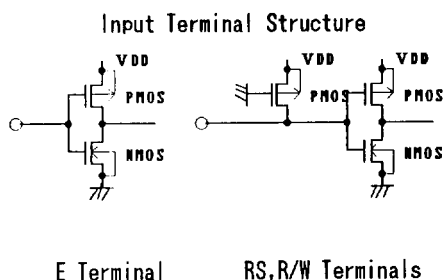 Input Terminal Structure
VDD
PMOS
NMOS
VDD
PMOS
VDD
PMOS
NMOS
E Terminal
RS,R/W Terminals